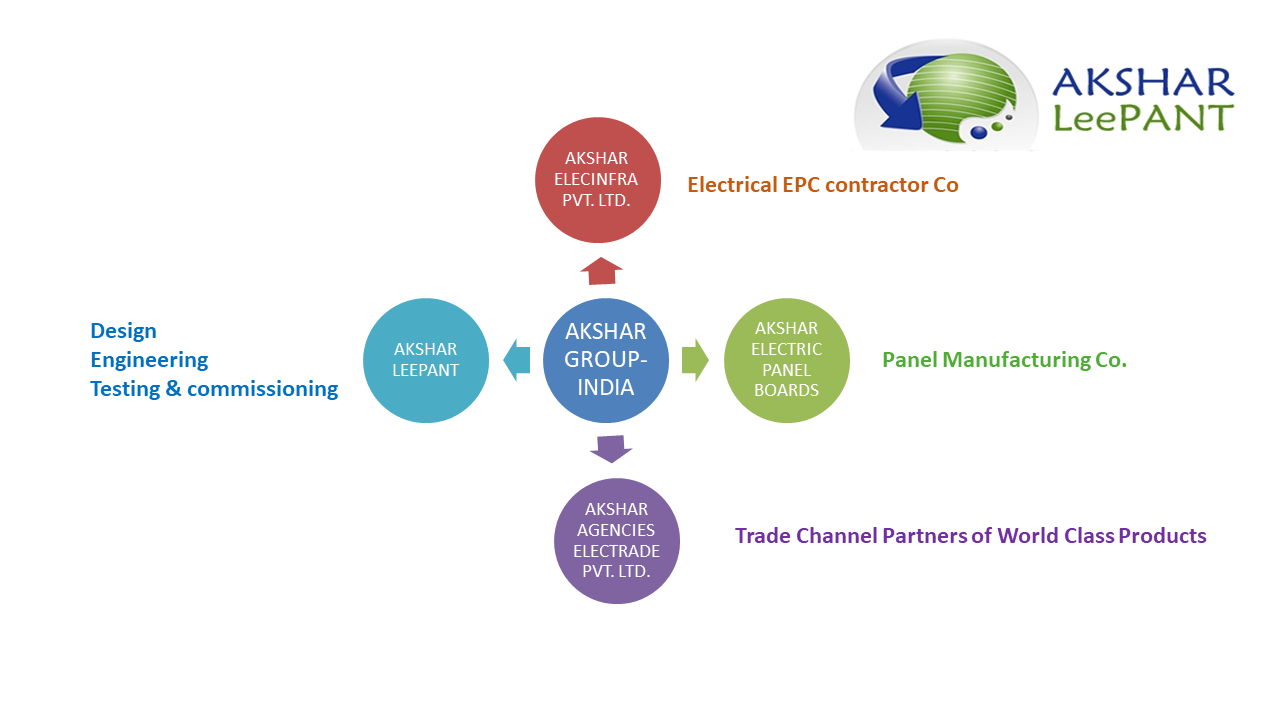 AKSHAR
LeePANT
AKSHAR
ELECINFRA
PVT. LTD.
Electrical EPC contractor Co
Design
Engineering
Testing & commissioning
AKSHAR
LEEPANT
AKSHAR
GROUP-
INDIA
AKSHAR
ELECTRIC
PANEL
BOARDS
Panel Manufacturing Co.
AKSHAR
AGENCIES
ELECTRADE
PVT. LTD.
Trade Channel Partners of World Class Products